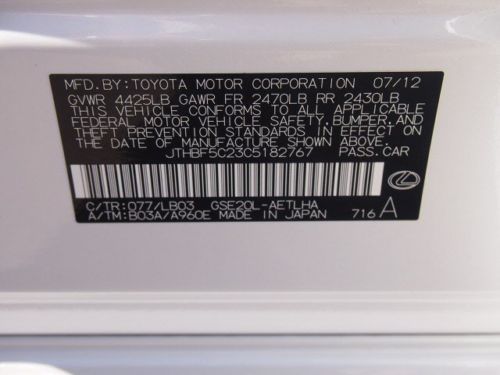 MFD. BY: TOYOTA MOTOR CORPORATION 07/12
GVWR 4425LB GAWR FR 2470LB RR 2430LB
THIS VEHICLE CONFORMS TO ALL APPLICABLE
FEDERAL MOTOR VEHICLE SAFETY, BUMPER, AND
THEFT PREVENTION STANDARDS IN EFFECT ON
THE DATE OF MANUFACTURE SHOWN ABOVE.
JTHBF5C23C5182767 PASS. CAR
C/TR: 077/LB03 GSE20L-AETLHA
A/TM: B03A/A960E MADE IN JAPAN 716 A